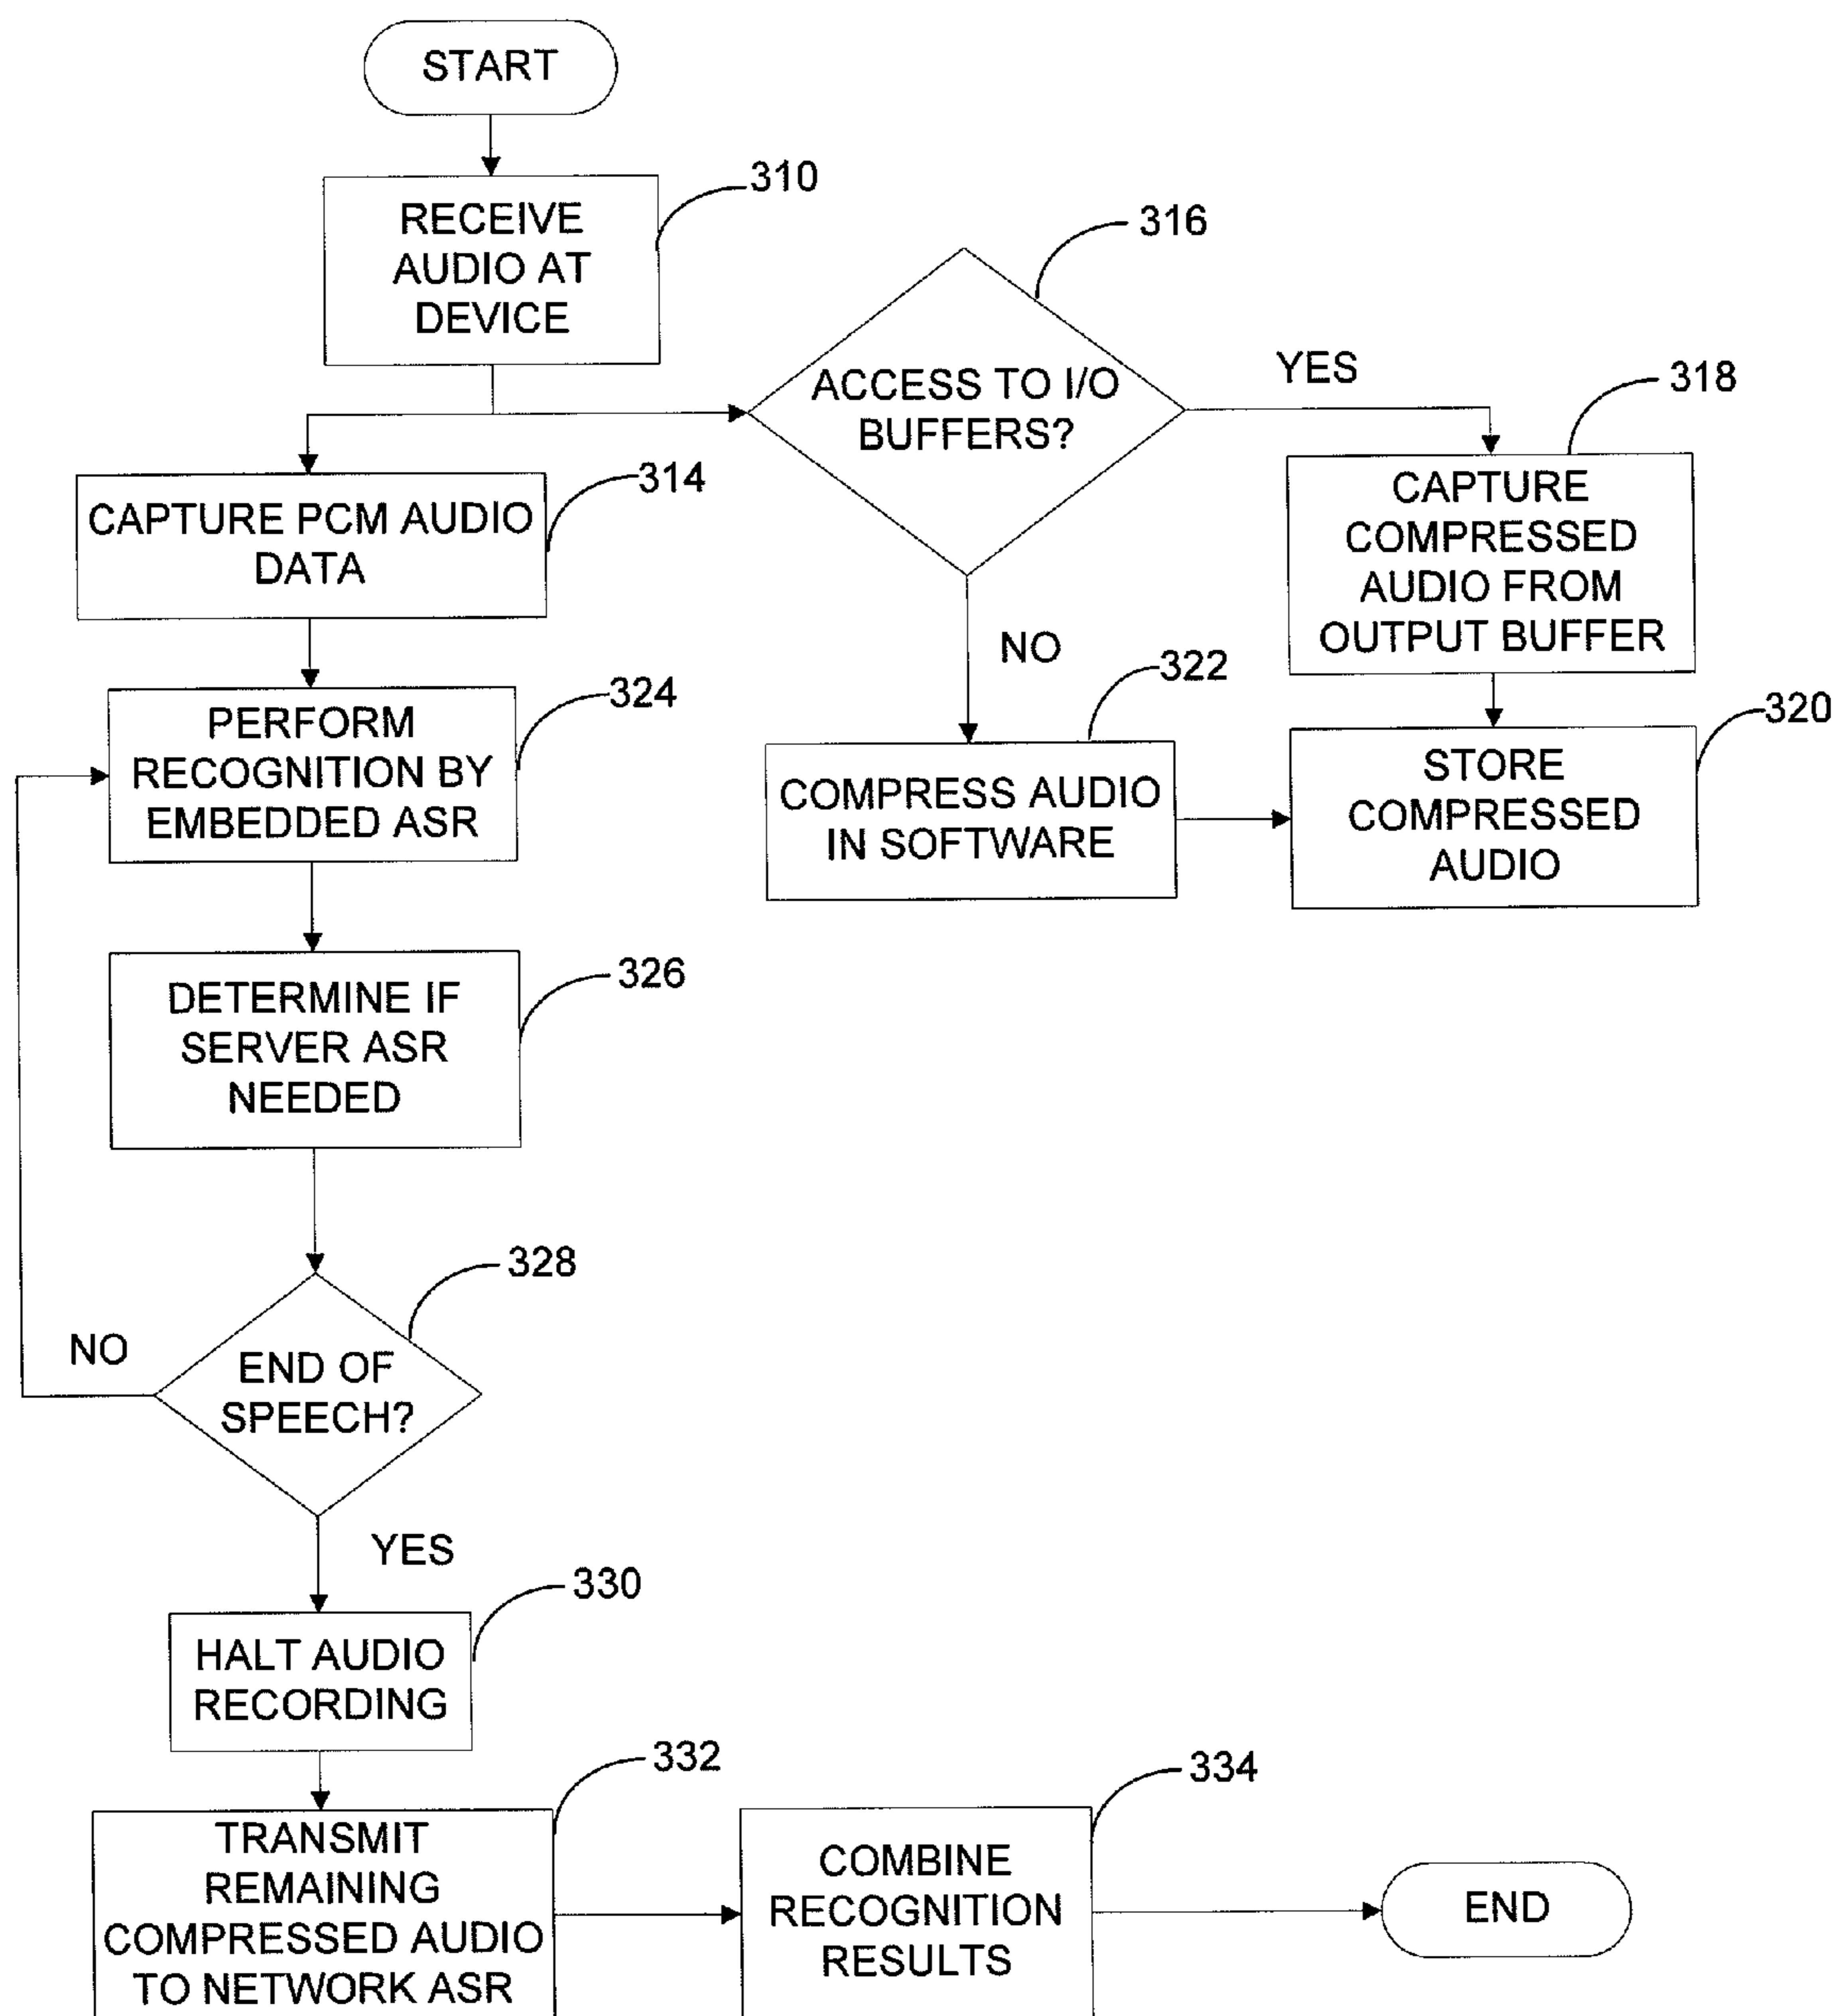 START
310
RECEIVE
AUDIO AT
DEVICE
316
ACCESS TO I/O
BUFFERS?
YES
318
CAPTURE
COMPRESSED
AUDIO FROM
OUTPUT BUFFER
314
CAPTURE PCM AUDIO
DATA
NO
322
COMPRESS AUDIO
IN SOFTWARE
320
STORE
COMPRESSED
AUDIO
324
PERFORM
RECOGNITION BY
EMBEDDED ASR
326
DETERMINE IF
SERVER ASR
NEEDED
328
END OF
SPEECH?
NO
YES
330
HALT AUDIO
RECORDING
332
TRANSMIT
REMAINING
COMPRESSED AUDIO
TO NETWORK ASR
334
COMBINE
RECOGNITION
RESULTS
END